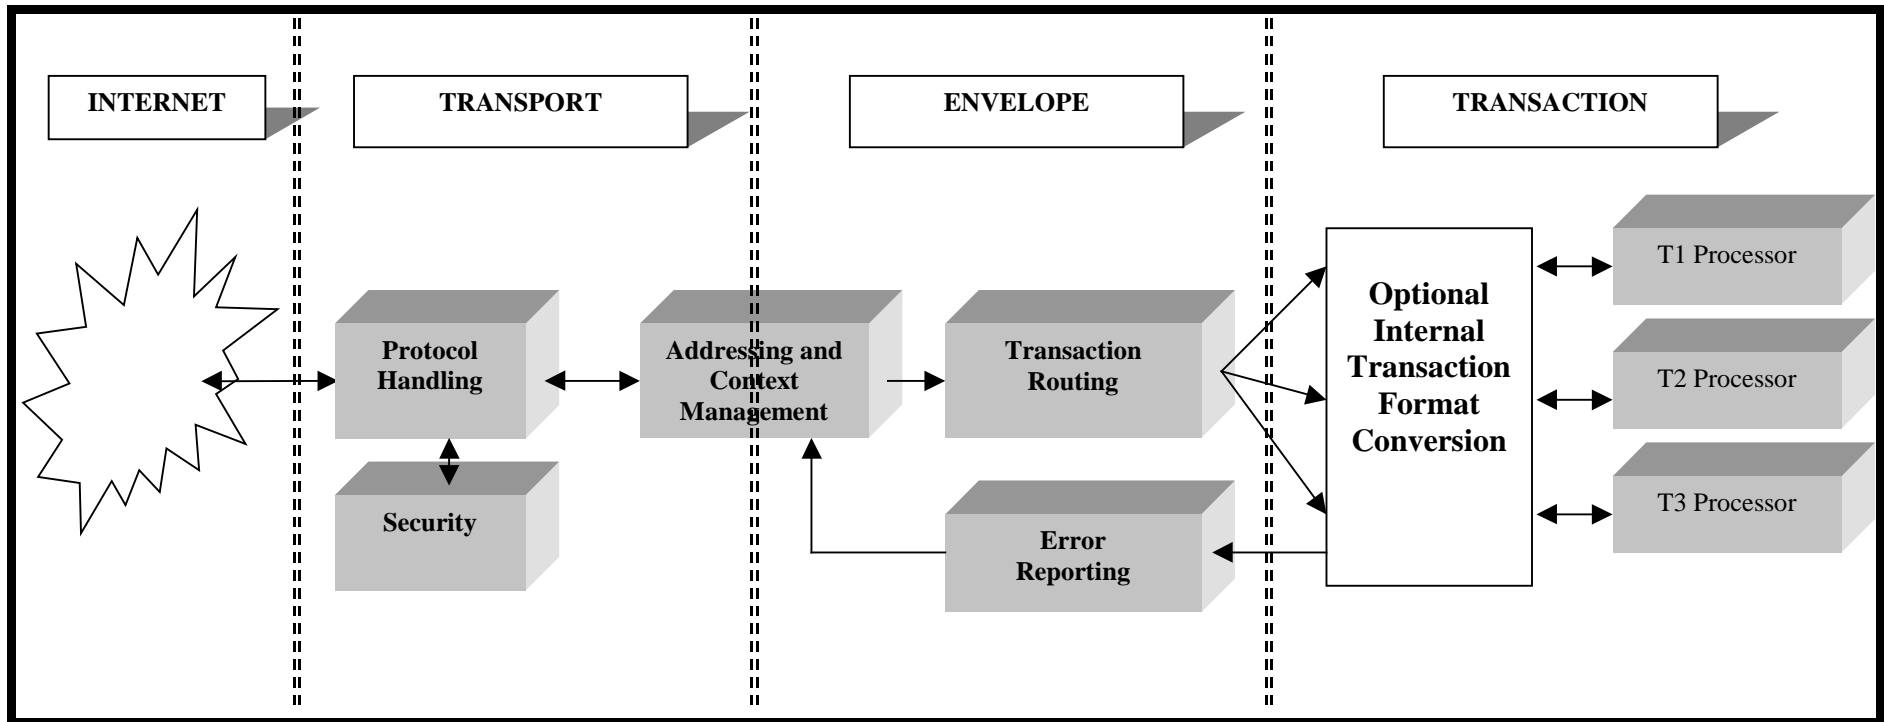 INTERNET
TRANSPORT
ENVELOPE
TRANSACTION
Protocol
Handling
Security
Addressing and
Context
Management
Transaction
Routing
Error
Reporting
Optional
Internal
Transaction
Format
Conversion
T1 Processor
T2 Processor
T3 Processor